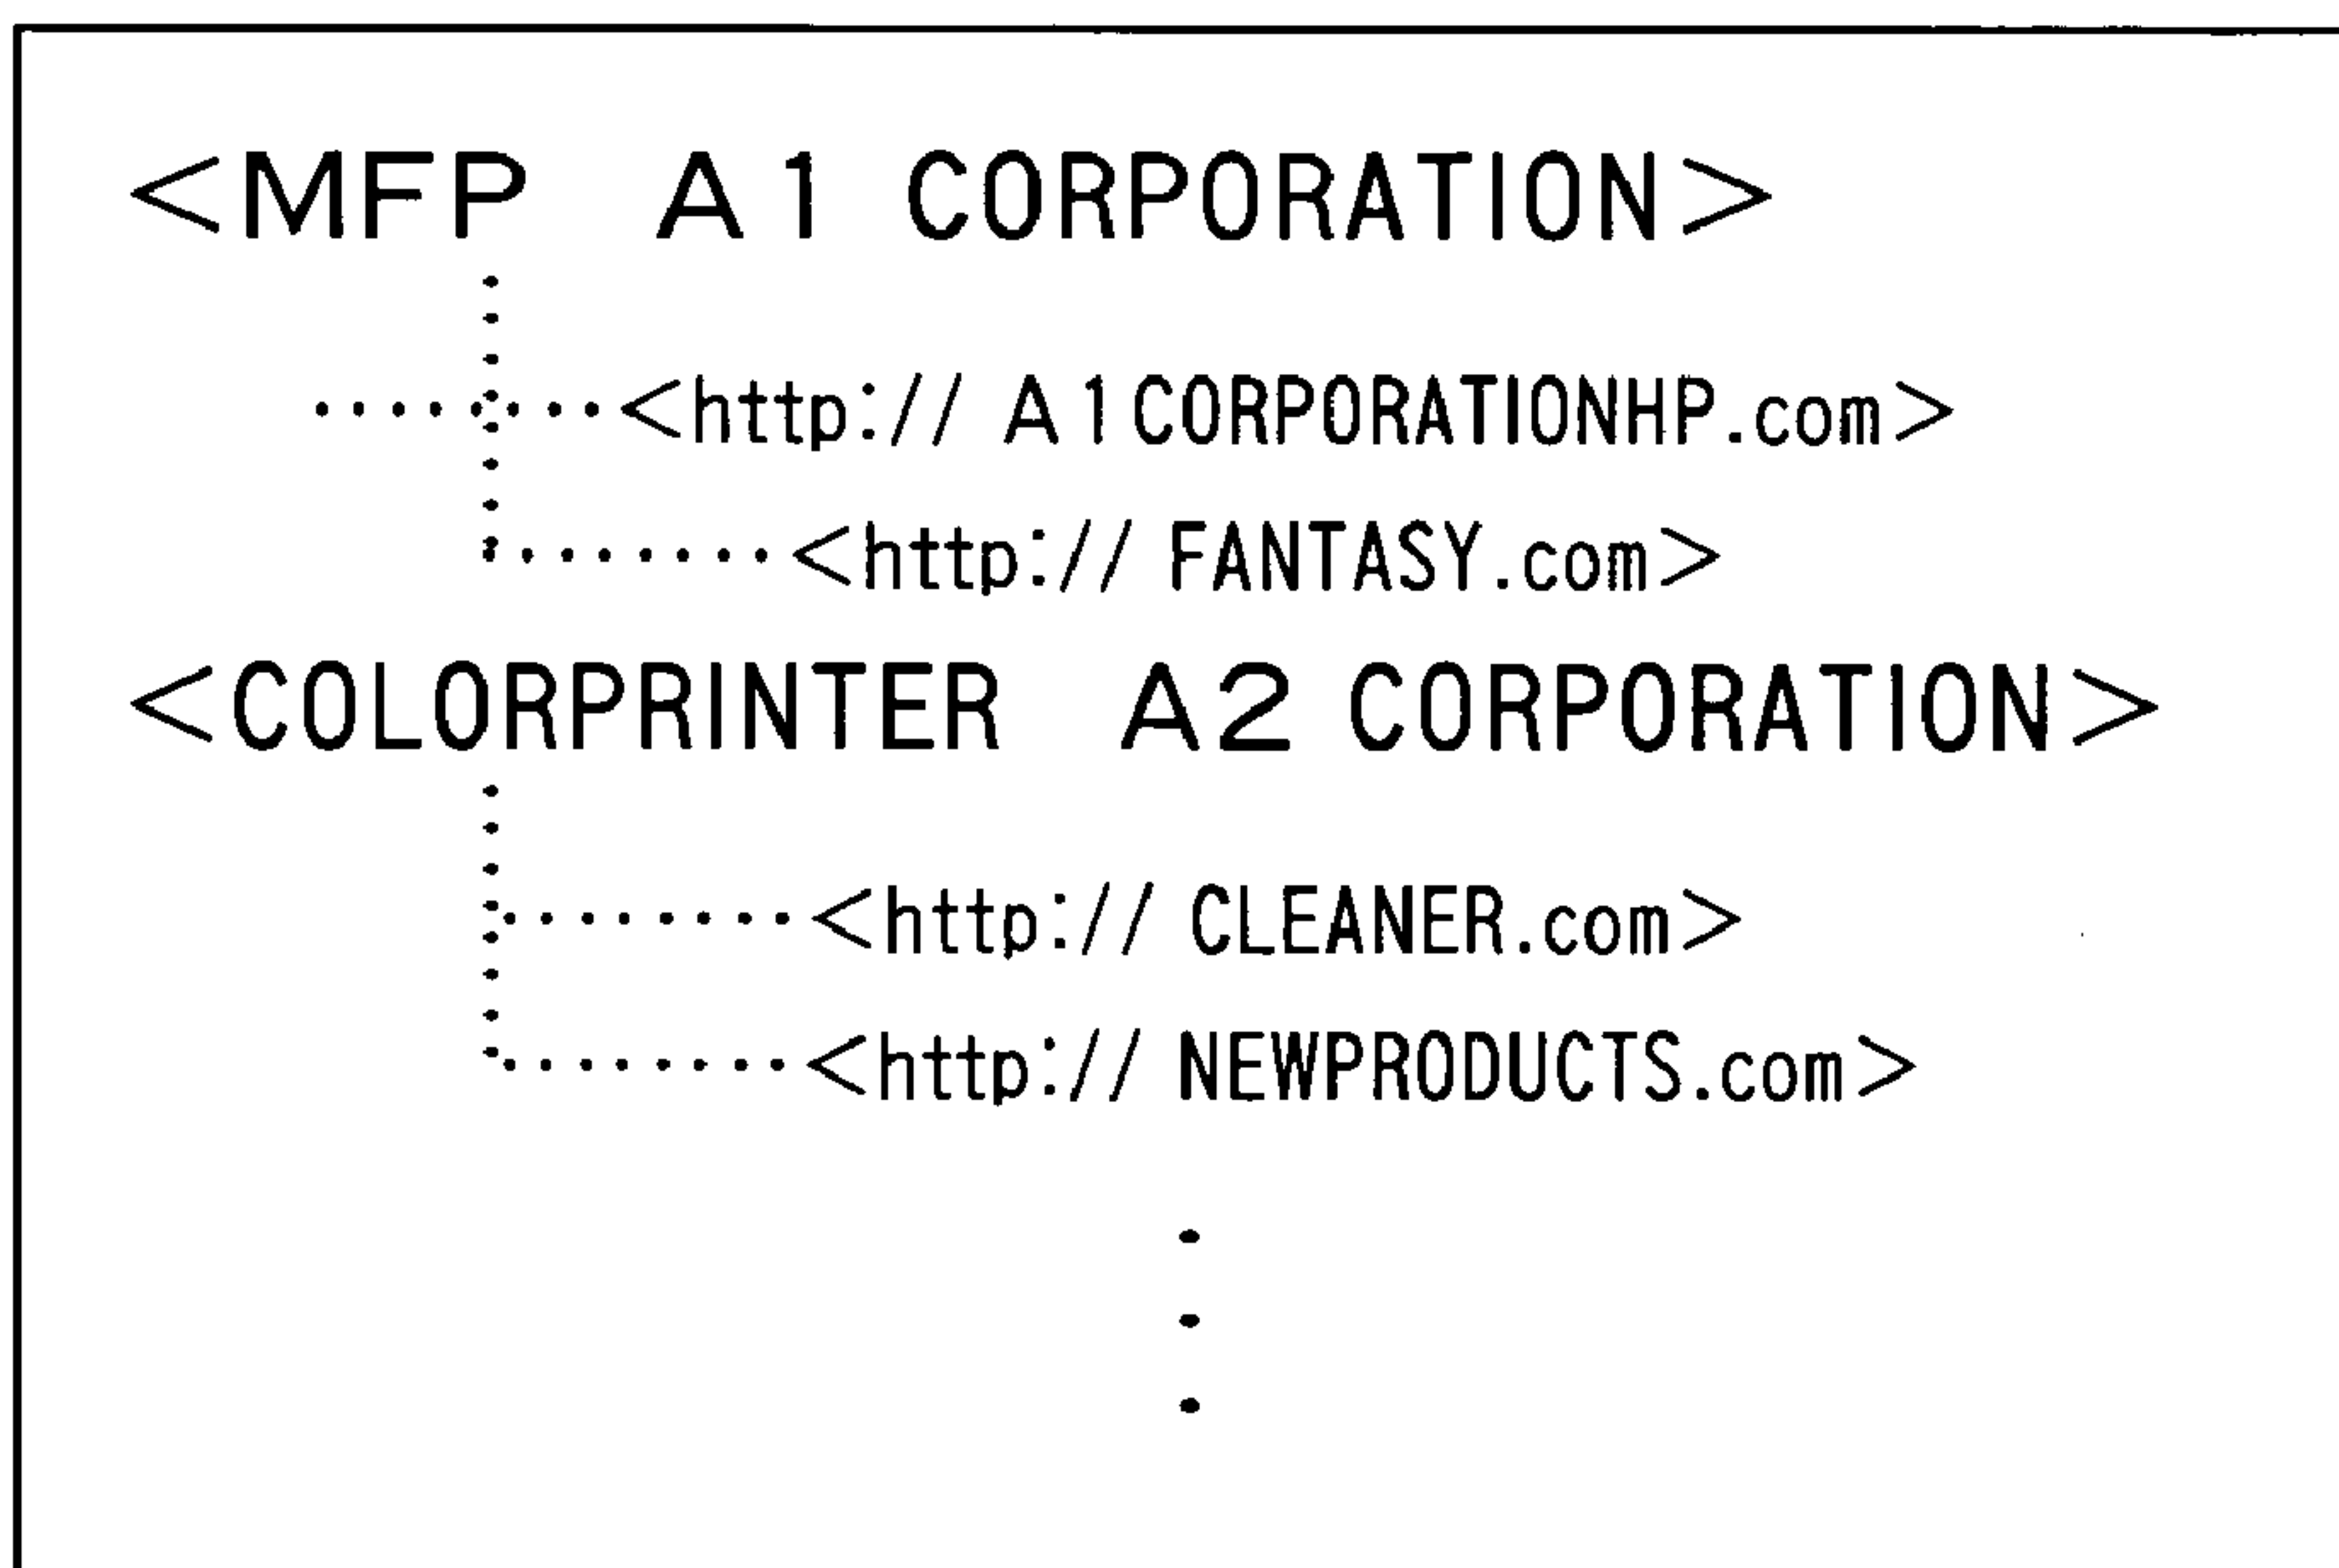 <MFP A1 CORPORATION>
<http:// A1CORPORATIONHP.com>
<http:// FANTASY.com>
<COLORPRINTER A2 CORPORATION>
<http:// CLEANER.com>
<http:// NEWPRODUCTS.com>